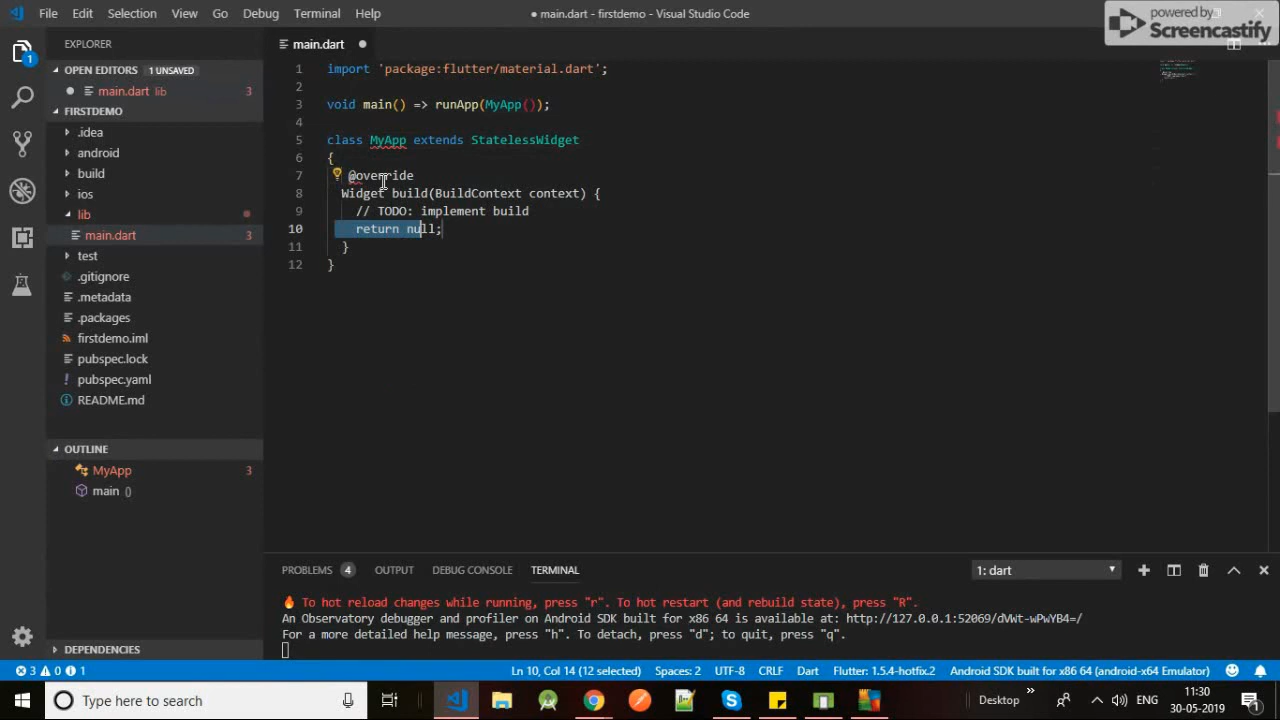 File Edit Selection View Go Debug Terminal Help
● main.dart - firstdemo - Visual Studio Code
powered by
Screencastify
EXPLORER
main.dart ●
OPEN EDITORS 1 UNSAVED
● main.dart lib 3
FIRSTDEMO
.idea
android
build
ios
lib
main.dart 3
test
.gitignore
.metadata
.packages
firstdemo.iml
pubspec.lock
! pubspec.yaml
README.md
OUTLINE
MyApp 3
main ()
DEPENDENCIES
1 import 'package:flutter/material.dart';
2
3 void main() => runApp(MyApp());
4
5 class MyApp extends StatelessWidget
6 {
7 @override
8 Widget build(BuildContext context) {
9 // TODO: implement build
10 return null;
11 }
12 }
PROBLEMS 4 OUTPUT DEBUG CONSOLE TERMINAL 1: dart
🔥 To hot reload changes while running, press "r". To hot restart (and rebuild state), press "R".
An Observatory debugger and profiler on Android SDK built for x86 64 is available at: http://127.0.0.1:52069/dVWt-wPwYB4=/
For a more detailed help message, press "h". To detach, press "d"; to quit, press "q".
3 0 1 Ln 10, Col 14 (12 selected) Spaces: 2 UTF-8 CRLF Dart Flutter: 1.5.4-hotfix.2 Android SDK built for x86 64 (android-x64 Emulator) 1
Type here to search Desktop » ENG 11:30
30-05-2019 1